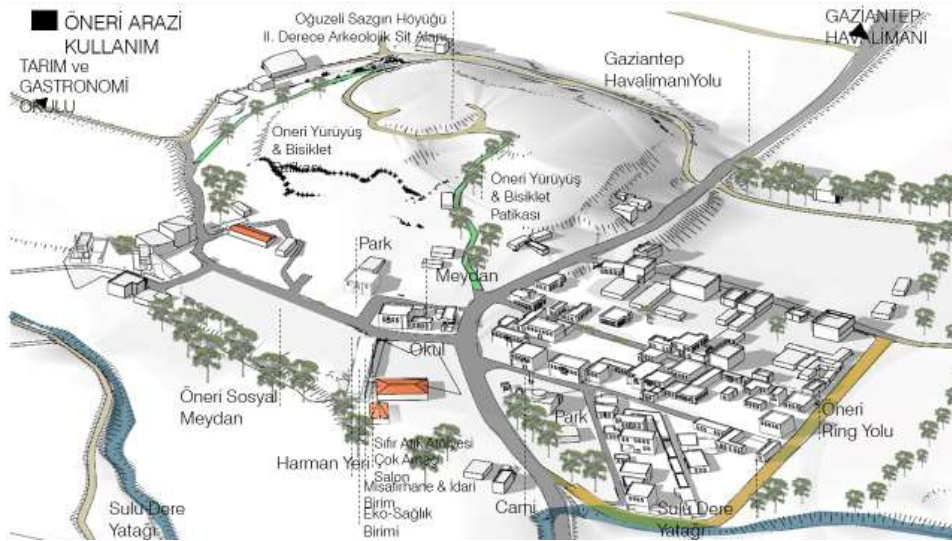 ÖNERİ ARAZİ
KULLANIM
TARIM ve
GASTRONOMİ
OKULU
Oğuzeli Sazgın Höyüğü
II. Derece Arkeolojik Sit Alanı
GAZİANTEP
HAVALİMANI
Gaziantep
HavalimanıYolu
Öneri Yürüyüş
& Bisiklet
Patikası
Öneri Yürüyüş
& Bisiklet
Patikası
Park
Meydan
Okul
Öneri Sosyal
Meydan
Park
Öneri
Ring Yolu
Harman Yeri
Sıfır Atık Atölyesi
Çok Amaçlı
Salon
Misafirhane & İdari
Birim
Eko-Sağlık
Birimi
Cami
Sulu Dere
Yatağı
Sulu Dere
Yatağı